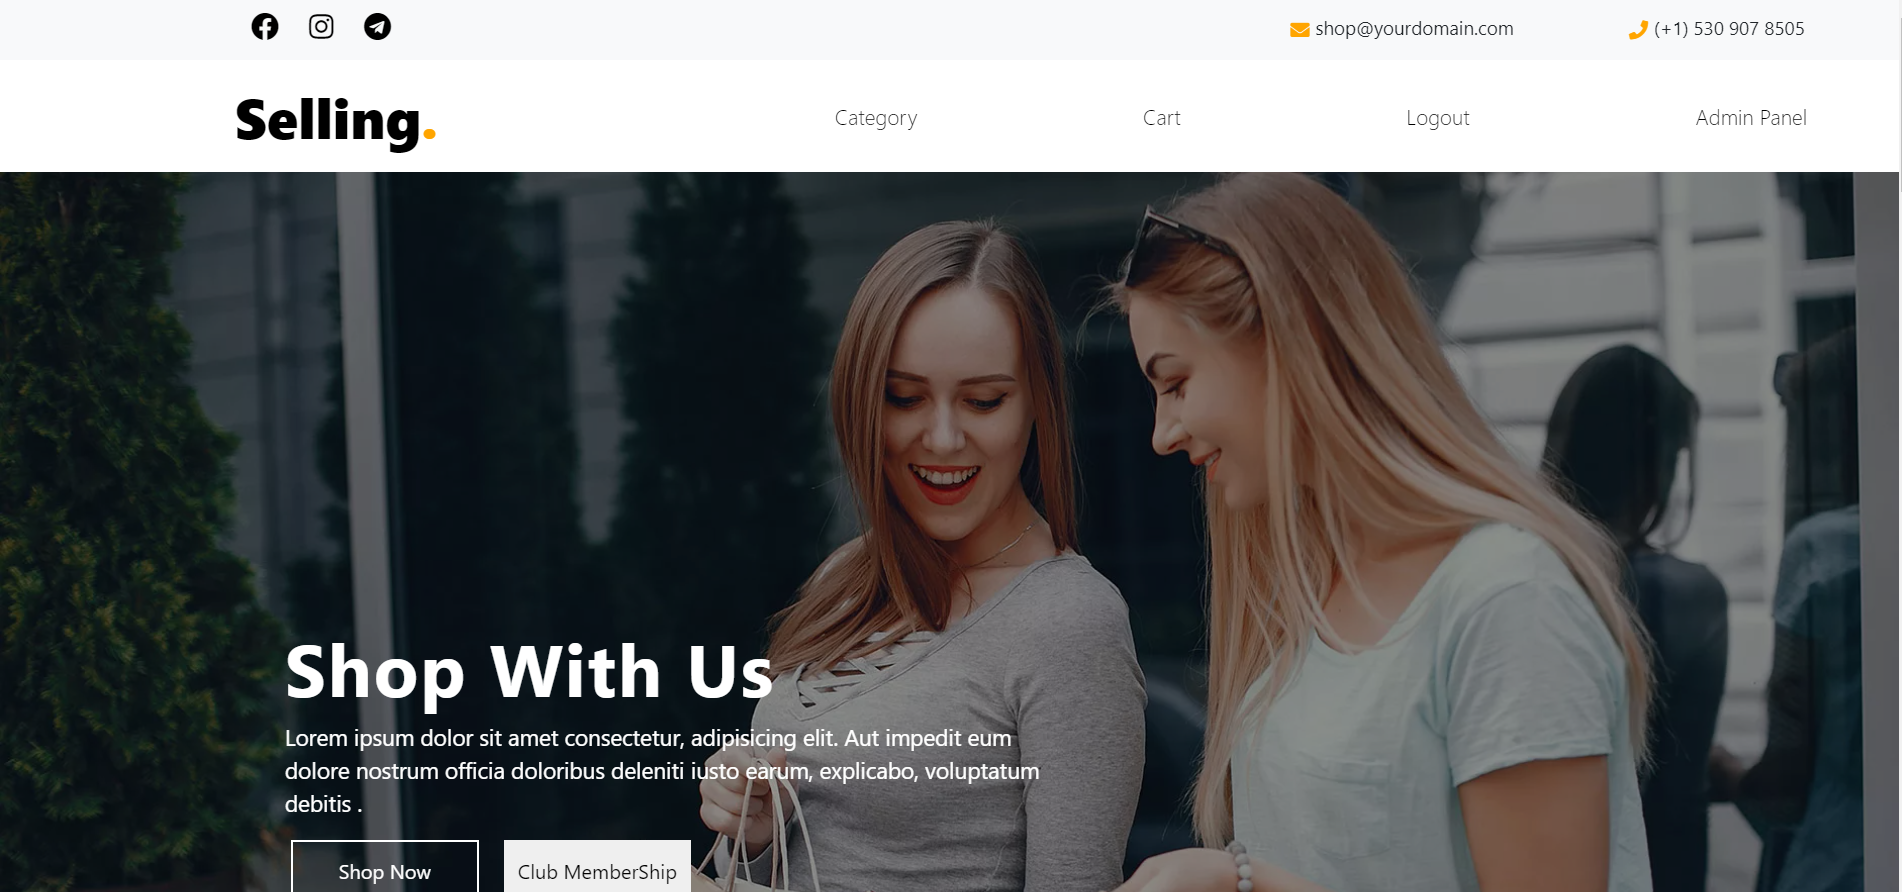 shop@yourdomain.com
(+1) 530 907 8505
Selling.
Category
Cart
Logout
Admin Panel
Shop With Us
Lorem ipsum dolor sit amet consectetur, adipisicing elit. Aut impedit eum
dolore nostrum officia doloribus deleniti iusto earum, explicabo, voluptatum
debitis .
Shop Now
Club MemberShip